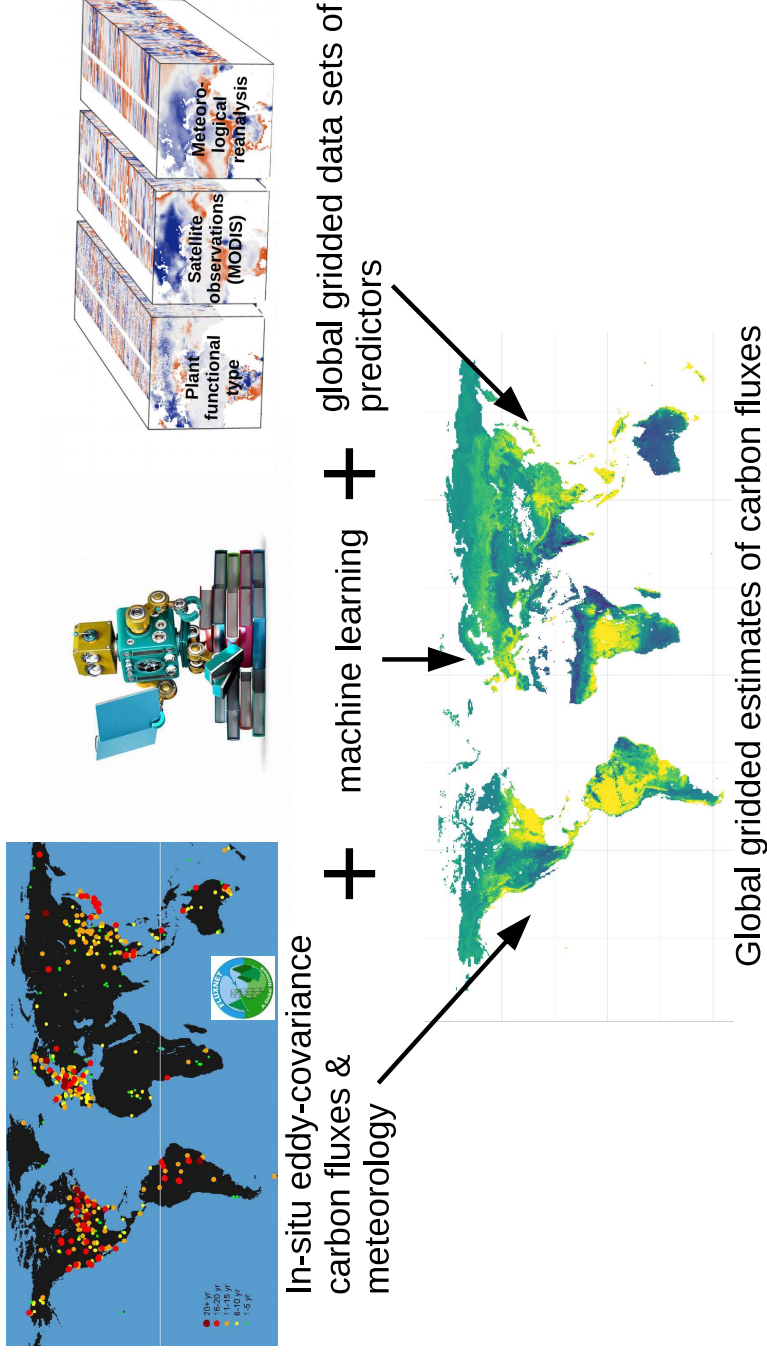 20+ yr
16-20 yr
11-15 yr
6-10 yr
1-5 yr
FLUXNET
In-situ eddy-covariance
carbon fluxes &
meteorology
+
machine learning
+
Plant
functional
type
Satellite
observations
(MODIS)
Meteoro-
logical
reanalysis
global gridded data sets of
predictors
Global gridded estimates of carbon fluxes